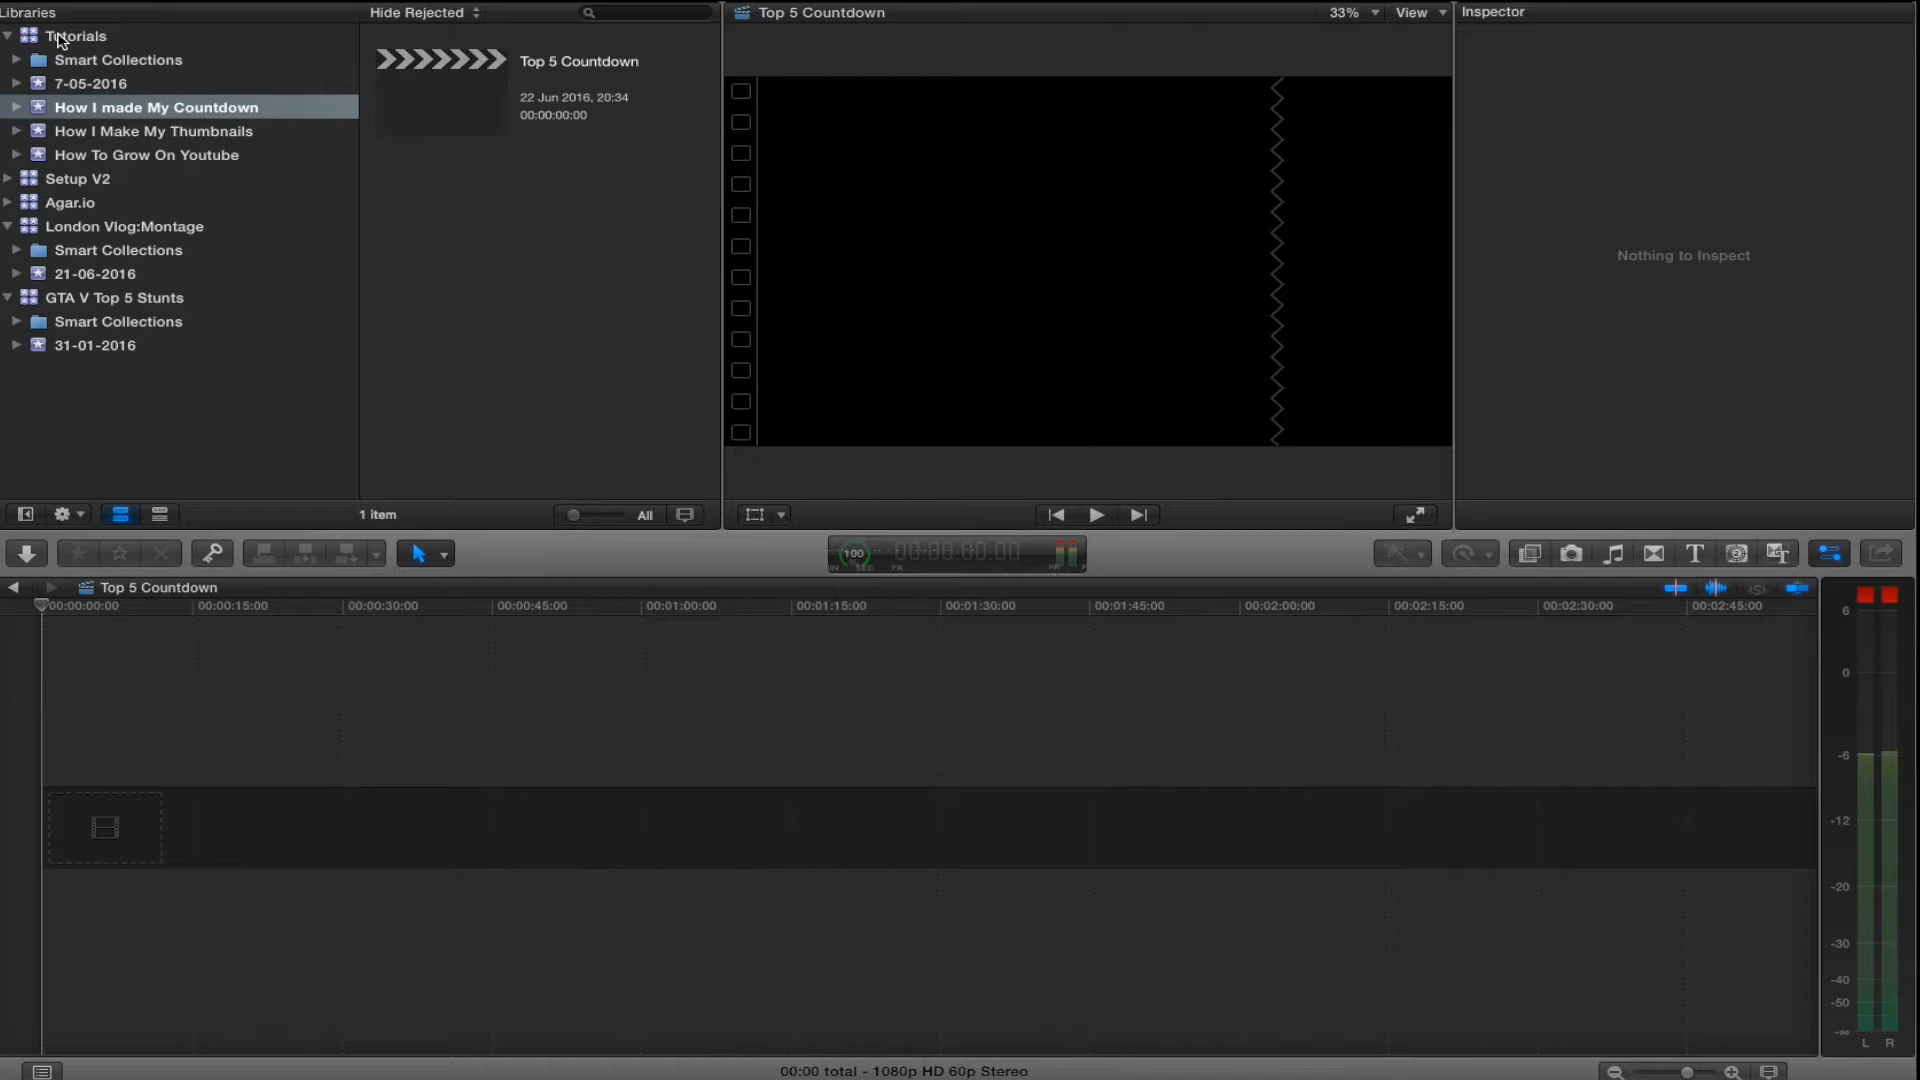 Libraries
Hide Rejected
Top 5 Countdown
33%
View
Inspector
Tutorials
Smart Collections
7-05-2016
How I made My Countdown
How I Make My Thumbnails
How To Grow On Youtube
Setup V2
Agar.io
London Vlog:Montage
Smart Collections
21-06-2016
GTA V Top 5 Stunts
Smart Collections
31-01-2016
Top 5 Countdown
22 Jun 2016, 20:34
00:00:00:00
Nothing to Inspect
1 item
All
100
00:00:00:00
HR
Top 5 Countdown
00:00:00:00
00:00:15:00
00:00:30:00
00:00:45:00
00:01:00:00
00:01:15:00
00:01:30:00
00:01:45:00
00:02:00:00
00:02:15:00
00:02:30:00
00:02:45:00
6
0
-6
-12
-20
-30
-40
-50
-∞
L R
00:00 total - 1080p HD 60p Stereo